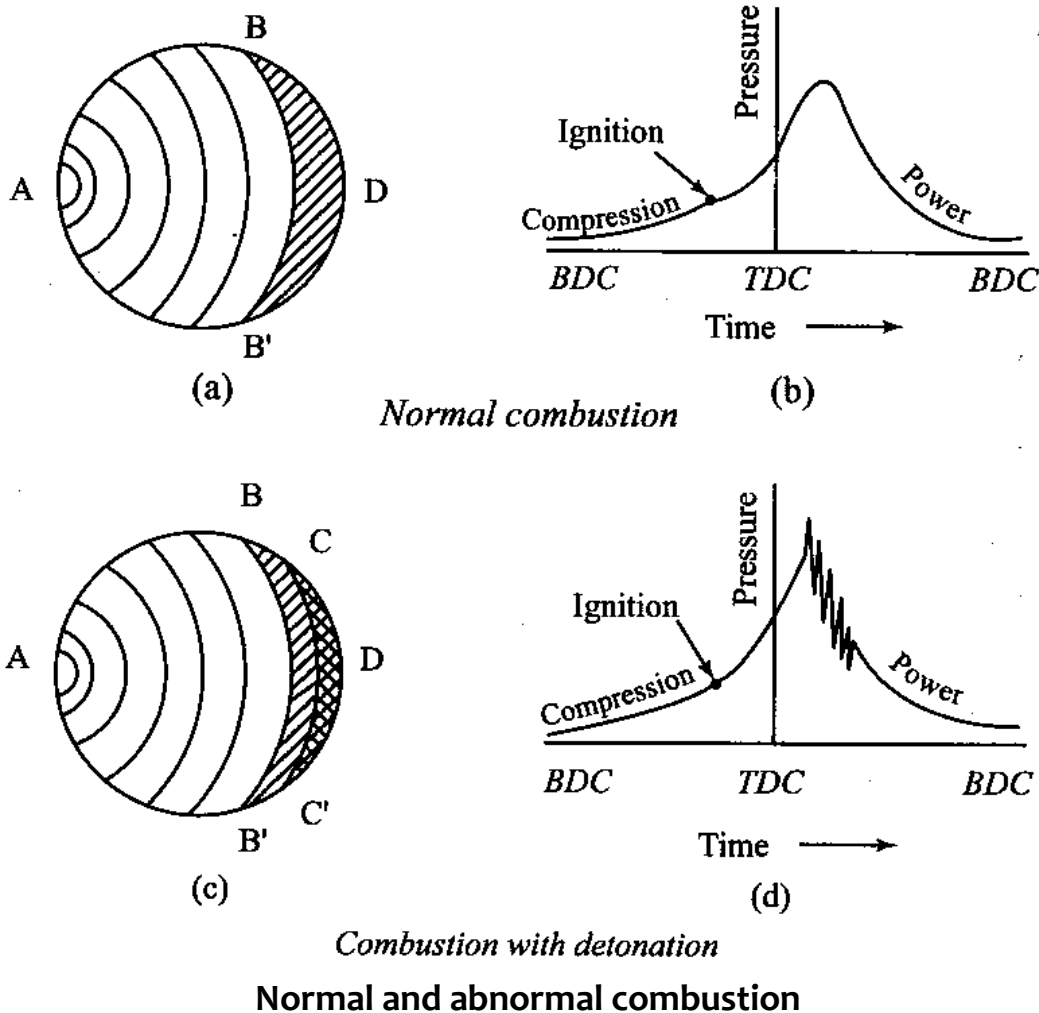 B
A
D
B'
(a)
Pressure
Ignition
Compression
Power
BDC
TDC
BDC
Time
(b)
Normal combustion
B
C
A
D
C'
B'
(c)
Pressure
Ignition
Compression
Power
BDC
TDC
BDC
Time
(d)
Combustion with detonation
Normal and abnormal combustion